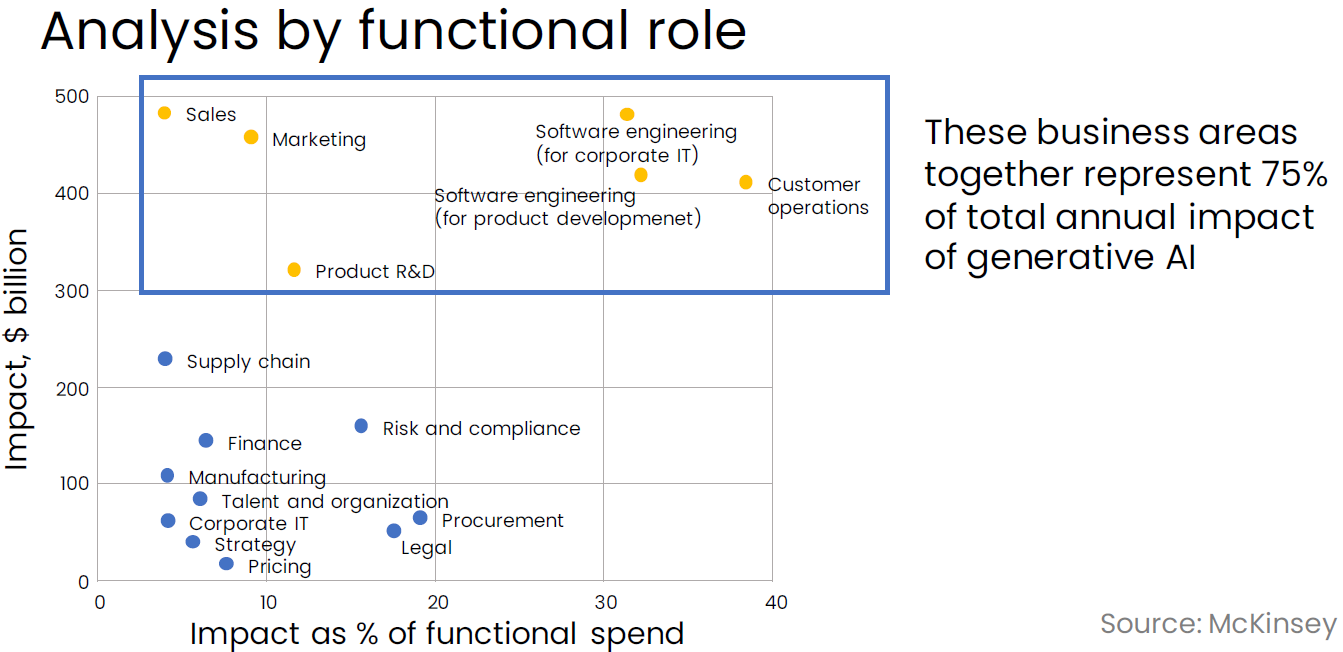 Analysis by functional role
500
400
300
200
100
0
Impact, $ billion
Sales
Marketing
Software engineering
(for corporate IT)
Software engineering
(for product developmenet)
Customer
operations
Product R&D
Supply chain
Risk and compliance
Finance
Manufacturing
Talent and organization
Corporate IT
Procurement
Strategy
Legal
Pricing
0
10
20
30
40
Impact as % of functional spend
These business areas
together represent 75%
of total annual impact
of generative AI
Source: McKinsey